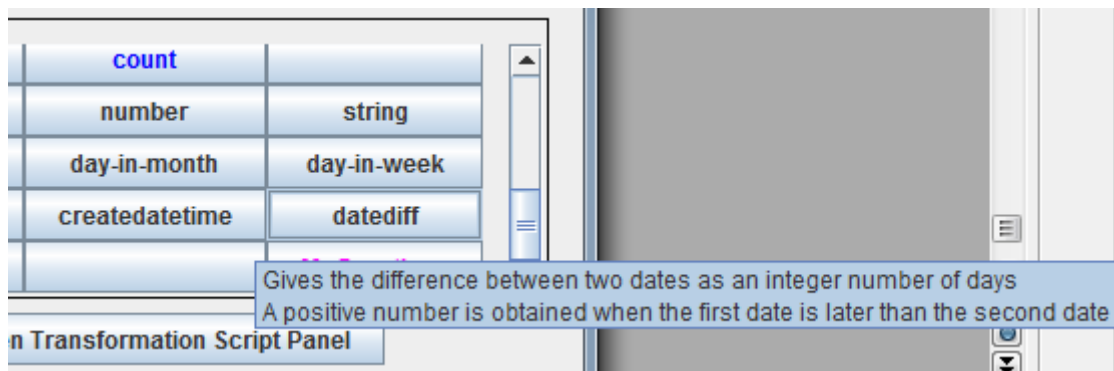 count
number string
day-in-month day-in-week
createdatetime datediff
Gives the difference between two dates as an integer number of days
A positive number is obtained when the first date is later than the second date
Transformation Script Panel